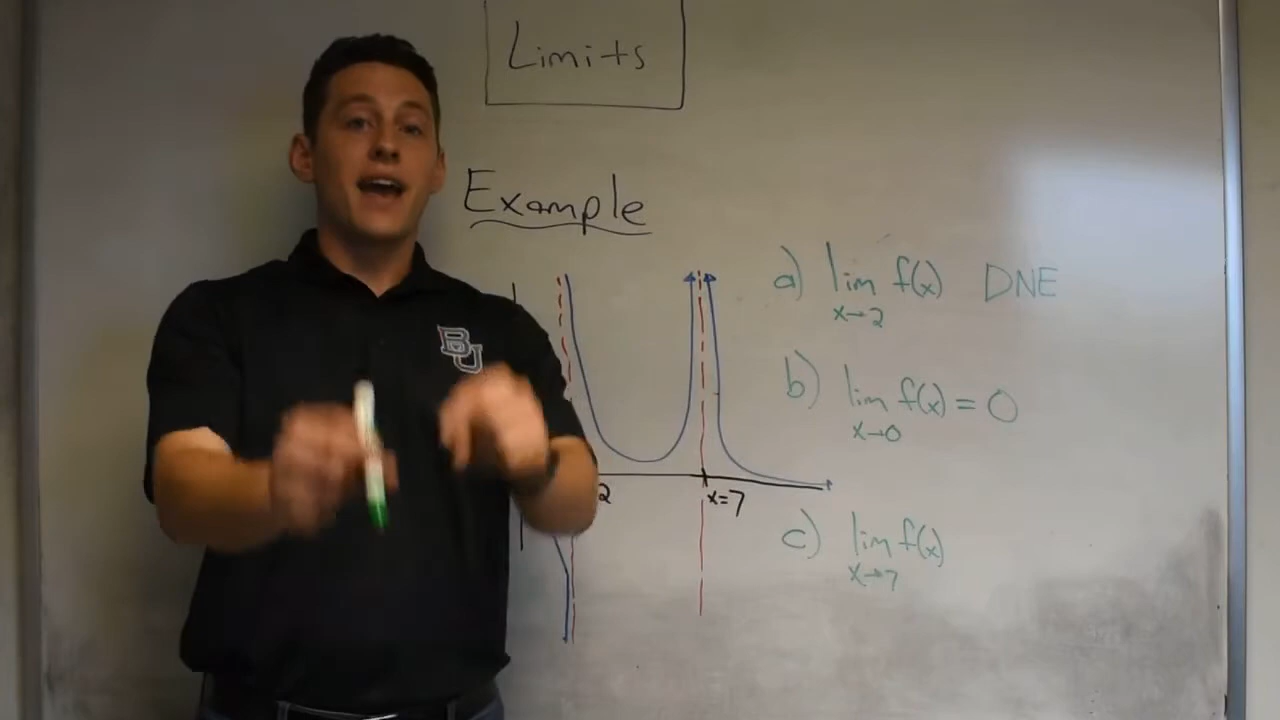 Limits
Example
a) lim f(x) DNE
x→2
b) lim f(x) = 0
x→0
c) lim f(x)
x→7
2
x=7
BU